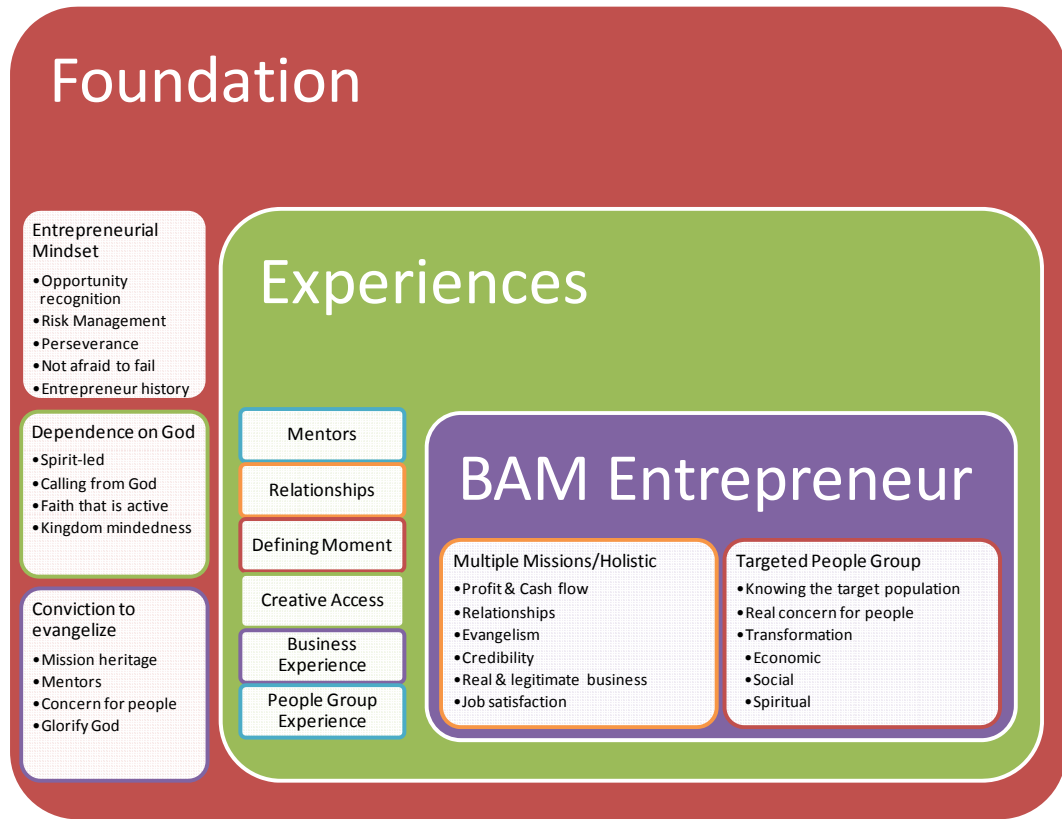 Foundation
Entrepreneurial
Mindset
•Opportunity
recognition
•Risk Management
•Perseverance
•Not afraid to fail
•Entrepreneur history
Dependence on God
•Spirit-led
•Calling from God
•Faith that is active
•Kingdom mindedness
Conviction to
evangelize
•Mission heritage
•Mentors
•Concern for people
•Glorify God
Experiences
Mentors
Relationships
Defining Moment
Creative Access
Business
Experience
People Group
Experience
BAM Entrepreneur
Multiple Missions/Holistic
•Profit & Cash flow
•Relationships
•Evangelism
•Credibility
•Real & legitimate business
•Job satisfaction
Targeted People Group
•Knowing the target population
•Real concern for people
•Transformation
•Economic
•Social
•Spiritual